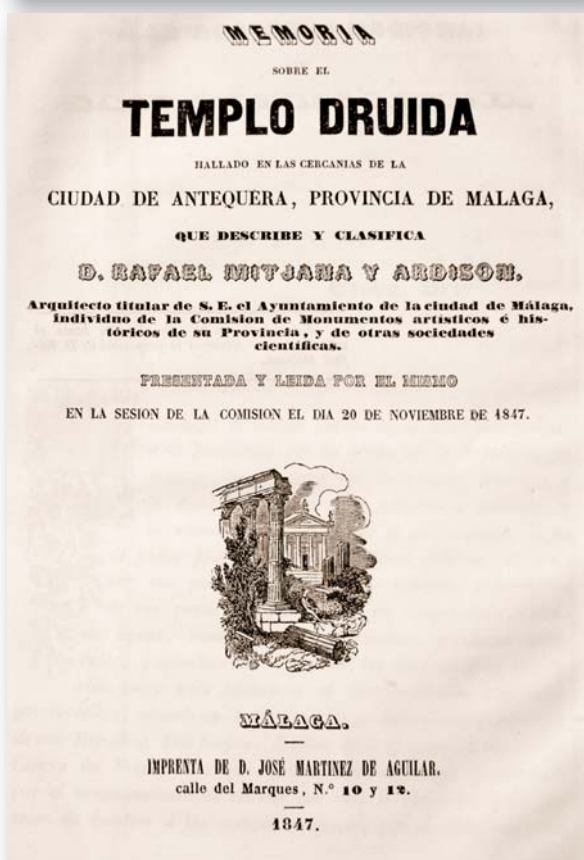 MEMORIA
SOBRE EL
TEMPLO DRUIDA
HALLADO EN LAS CERCANIAS DE LA
CIUDAD DE ANTEQUERA, PROVINCIA DE MALAGA,
QUE DESCRIBE Y CLASIFICA
D. RAFAEL MITJANA Y ARDISON,
Arquitecto titular de S. E. el Ayuntamiento de la ciudad de Málaga,
individuo de la Comision de Monumentos artísticos é his-
tóricos de su Provincia, y de otras sociedades
científicas.
PRESENTADA Y LEIDA POR EL MISMO
EN LA SESION DE LA COMISION EL DIA 20 DE NOVIEMBRE DE 1847.
MÁLAGA.
IMPRENTA DE D. JOSÉ MARTINEZ DE AGUILAR.
calle del Marques, N.º 10 y 12.
1847.